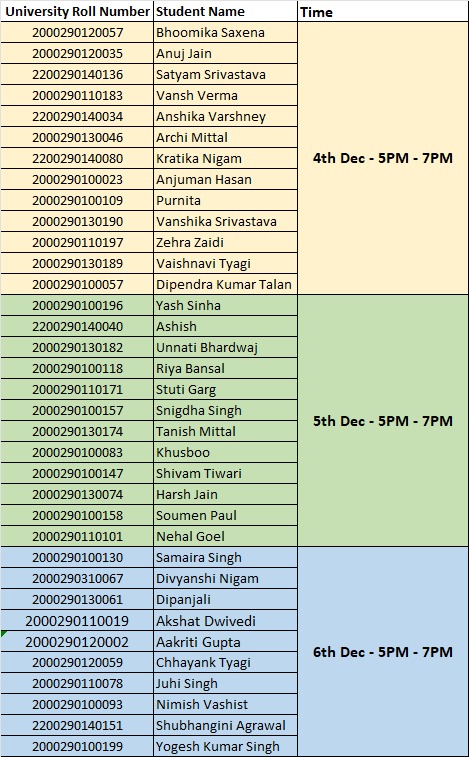 University Roll Number Student Name Time
2000290120057 Bhoomika Saxena
2000290120035 Anuj Jain
2200290140136 Satyam Srivastava
2000290110183 Vansh Verma
2200290140034 Anshika Varshney
2000290130046 Archi Mittal
2200290140080 Kratika Nigam 4th Dec - 5PM - 7PM
2000290100023 Anjuman Hasan
2000290100109 Purnita
2000290130190 Vanshika Srivastava
2000290110197 Zehra Zaidi
2000290130189 Vaishnavi Tyagi
2000290100057 Dipendra Kumar Talan
2000290100196 Yash Sinha
2200290140040 Ashish
2000290130182 Unnati Bhardwaj
2000290100118 Riya Bansal
2000290110171 Stuti Garg
2000290100157 Snigdha Singh 5th Dec - 5PM - 7PM
2000290130174 Tanish Mittal
2000290100083 Khusboo
2000290100147 Shivam Tiwari
2000290130074 Harsh Jain
2000290100158 Soumen Paul
2000290110101 Nehal Goel
2000290100130 Samaira Singh
2000290310067 Divyanshi Nigam
2000290130061 Dipanjali
2000290110019 Akshat Dwivedi
2000290120002 Aakriti Gupta 6th Dec - 5PM - 7PM
2000290120059 Chhayank Tyagi
2000290110078 Juhi Singh
2000290100093 Nimish Vashist
2200290140151 Shubhangini Agrawal
2000290100199 Yogesh Kumar Singh